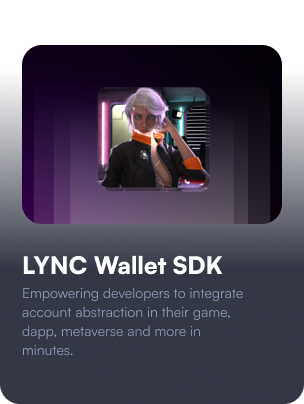 LYNC Wallet SDK
Empowering developers to integrate
account abstraction in their game,
dapp, metaverse and more in
minutes.